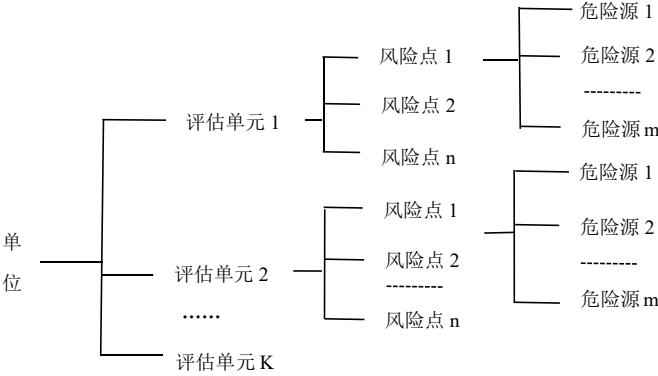 单
位
评估单元 1
风险点 1
危险源 1
危险源 2
---------
危险源 m
风险点 2
风险点 n
评估单元 2
风险点 1
危险源 1
危险源 2
---------
危险源 m
风险点 2
---------
风险点 n
……
评估单元 K